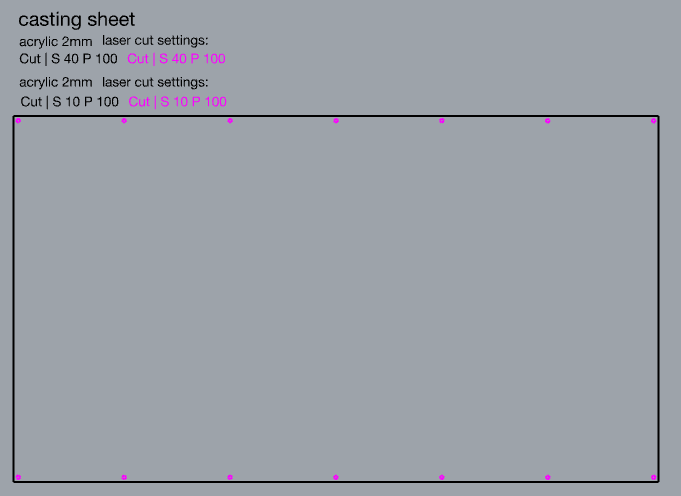 casting sheet
acrylic 2mm laser cut settings:
Cut | S 40 P 100 Cut | S 40 P 100
acrylic 2mm laser cut settings:
Cut | S 10 P 100 Cut | S 10 P 100